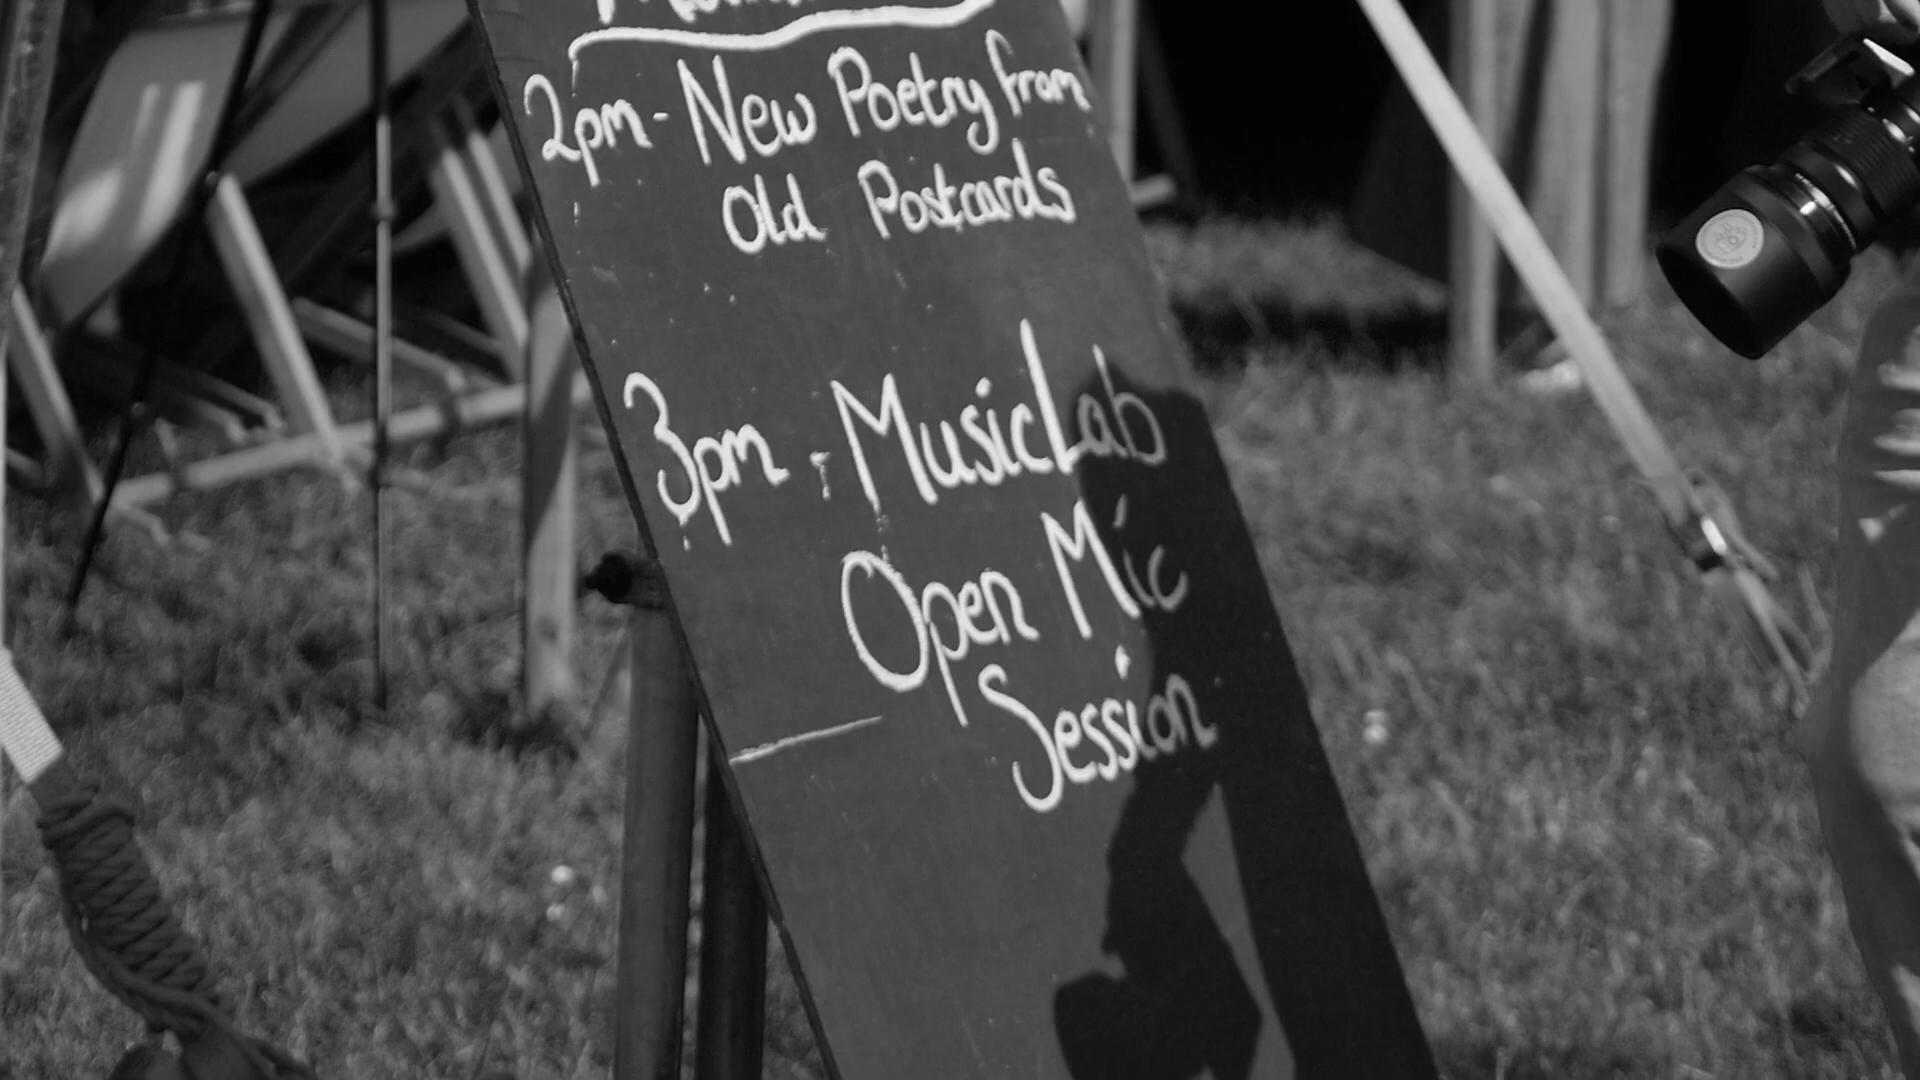 2pm - New Poetry from
Old Postcards
3pm - MusicLab
Open Mic
Session